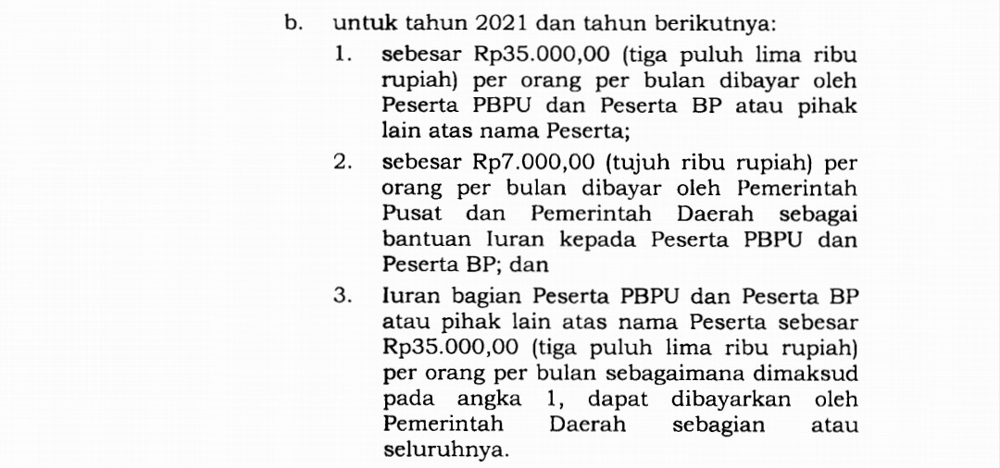 b. untuk tahun 2021 dan tahun berikutnya:
1. sebesar Rp35.000,00 (tiga puluh lima ribu
rupiah) per orang per bulan dibayar oleh
Peserta PBPU dan Peserta BP atau pihak
lain atas nama Peserta;
2. sebesar Rp7.000,00 (tujuh ribu rupiah) per
orang per bulan dibayar oleh Pemerintah
Pusat dan Pemerintah Daerah sebagai
bantuan Iuran kepada Peserta PBPU dan
Peserta BP; dan
3. Iuran bagian Peserta PBPU dan Peserta BP
atau pihak lain atas nama Peserta sebesar
Rp35.000,00 (tiga puluh lima ribu rupiah)
per orang per bulan sebagaimana dimaksud
pada angka 1, dapat dibayarkan oleh
Pemerintah Daerah sebagian atau
seluruhnya.